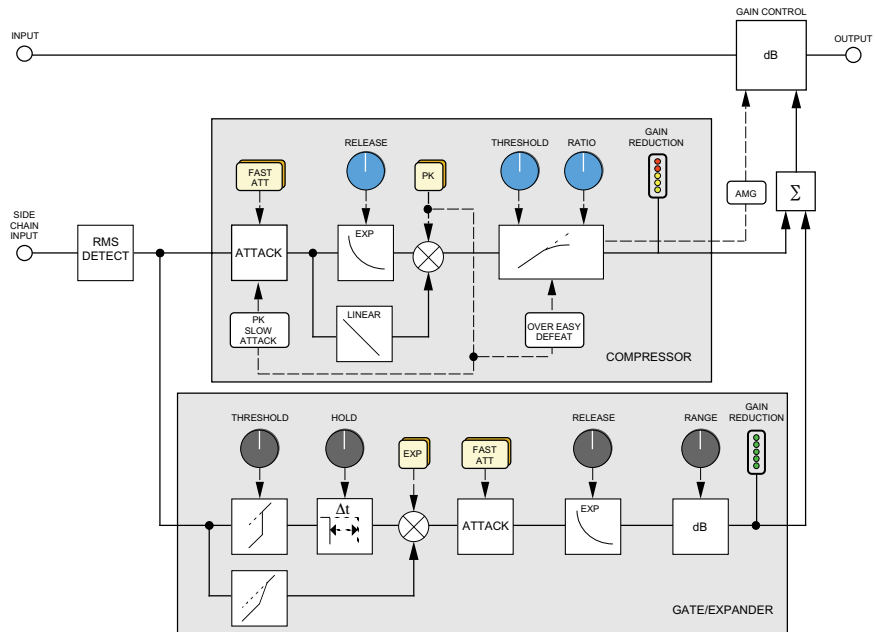 GAIN CONTROL
INPUT
dB
OUTPUT
RELEASE
THRESHOLD
RATIO
GAIN
REDUCTION
FAST
ATT
PK
AMG
Σ
SIDE
CHAIN
INPUT
RMS
DETECT
ATTACK
EXP
LINEAR
PK
SLOW
ATTACK
OVER EASY
DEFEAT
COMPRESSOR
THRESHOLD
HOLD
RELEASE
RANGE
GAIN
REDUCTION
EXP
FAST
ATT
Δt
ATTACK
EXP
dB
GATE/EXPANDER